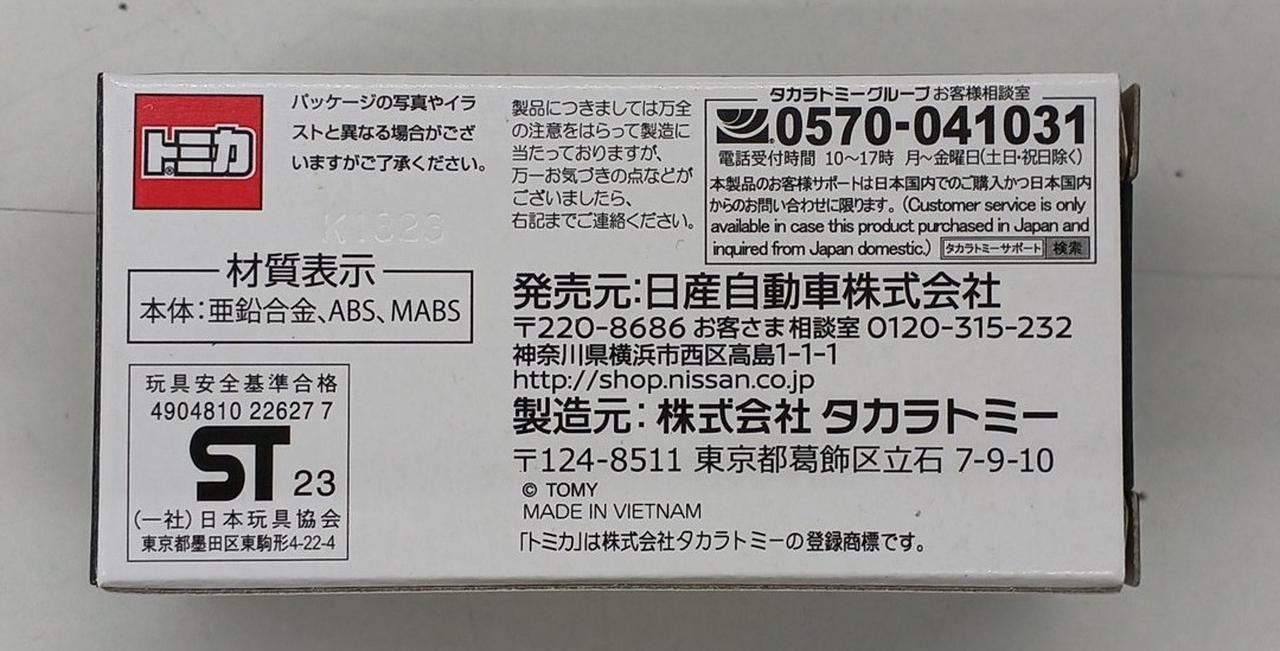 トミカ
パッケージの写真やイラ
ストと異なる場合がござ
いますがご了承ください。
K1323
材質表示
本体：亜鉛合金、ABS、MABS
玩具安全基準合格
4904810 22627 7
ST 23
(一社)日本玩具協会
東京都墨田区東駒形4-22-4
製品につきましては万全
の注意をはらって製造に
当たっておりますが、
万一お気づきの点などが
ございましたら、
右記までご連絡ください。
タカラトミーグループ お客様相談室
0570-041031
電話受付時間 10～17時 月～金曜日(土日・祝日除く)
本製品のお客様サポートは日本国内でのご購入かつ日本国内
からのお問い合わせに限ります。(Customer service is only
available in case this product purchased in Japan and
inquired from Japan domestic.) タカラトミーサポート 検索
発売元：日産自動車株式会社
〒220-8686 お客さま相談室 0120-315-232
神奈川県横浜市西区高島1-1-1
http://shop.nissan.co.jp
製造元：株式会社 タカラトミー
〒124-8511 東京都葛飾区立石 7-9-10
© TOMY
MADE IN VIETNAM
「トミカ」は株式会社タカラトミーの登録商標です。